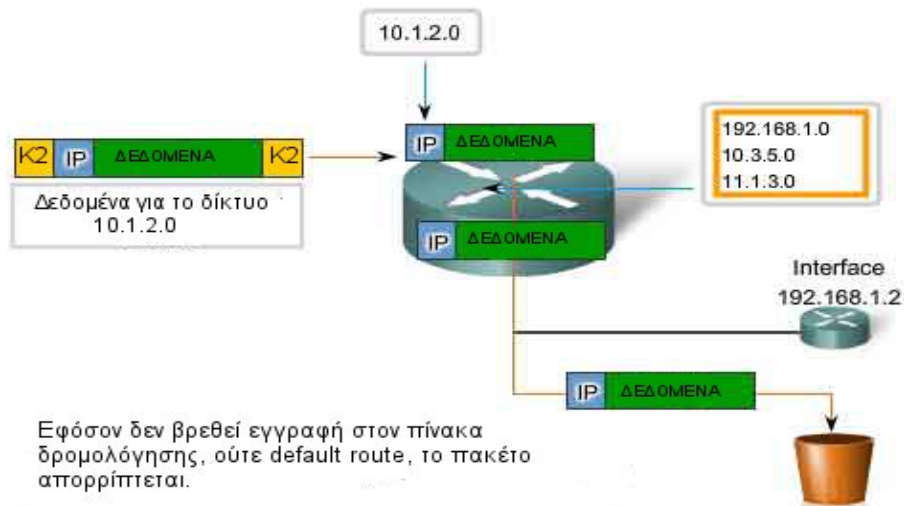 10.1.2.0
K2 IP ΔΕΔΟΜΕΝΑ K2
IP ΔΕΔΟΜΕΝΑ
192.168.1.0
10.3.5.0
11.1.3.0
Δεδομένα για το δίκτυο
10.1.2.0
IP ΔΕΔΟΜΕΝΑ
Interface
192.168.1.2
IP ΔΕΔΟΜΕΝΑ
Εφόσον δεν βρεθεί εγγραφή στον πίνακα
δρομολόγησης, ούτε default route, το πακέτο
απορρίπτεται.